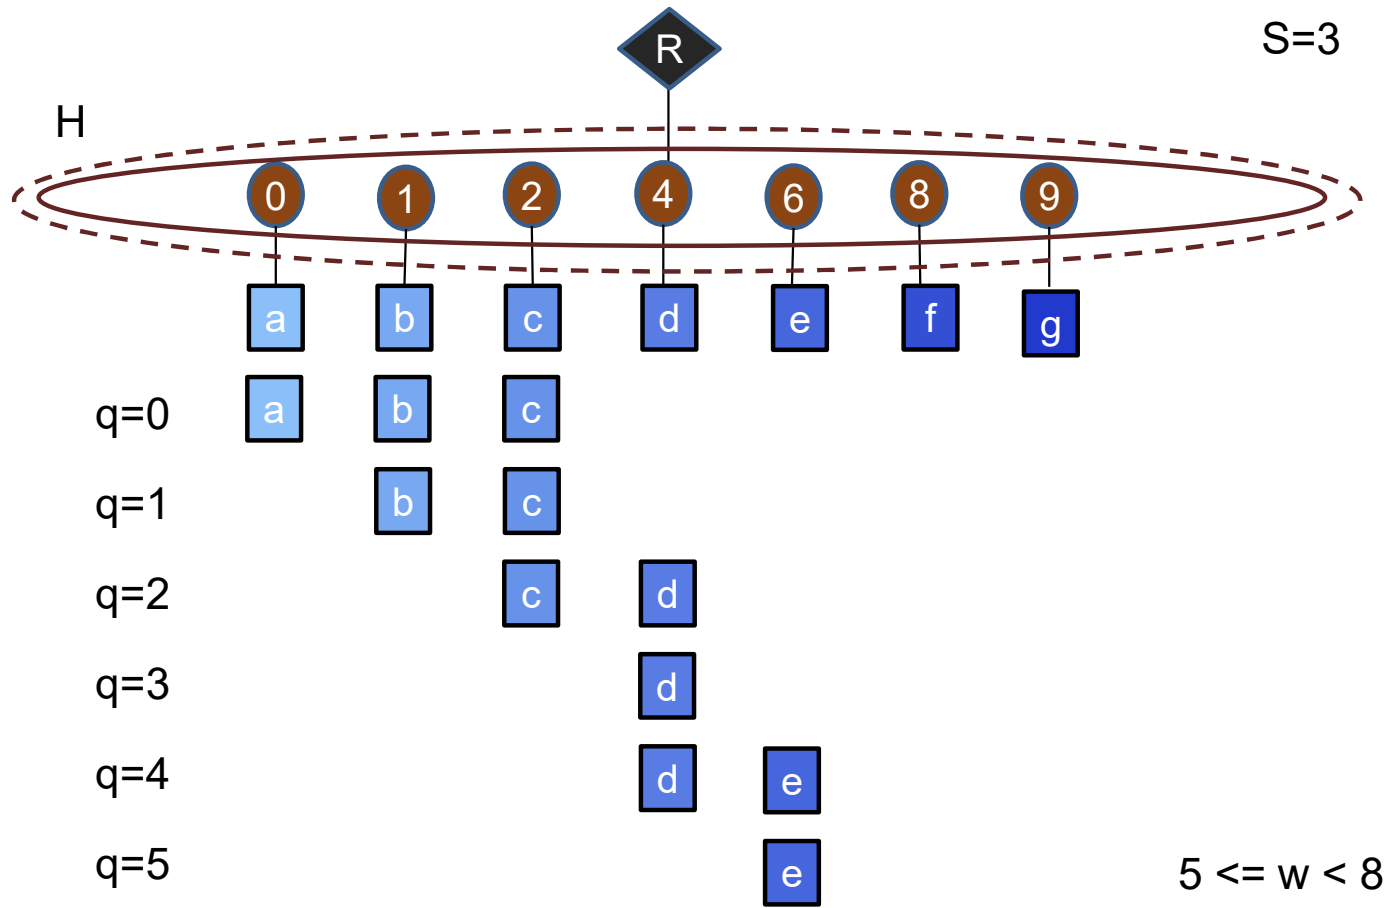 R
S=3
H
0 1 2 4 6 8 9
a b c d e f g
q=0 a b c
q=1 b c
q=2 c d
q=3 d
q=4 d e
q=5 e
5 <= w < 8